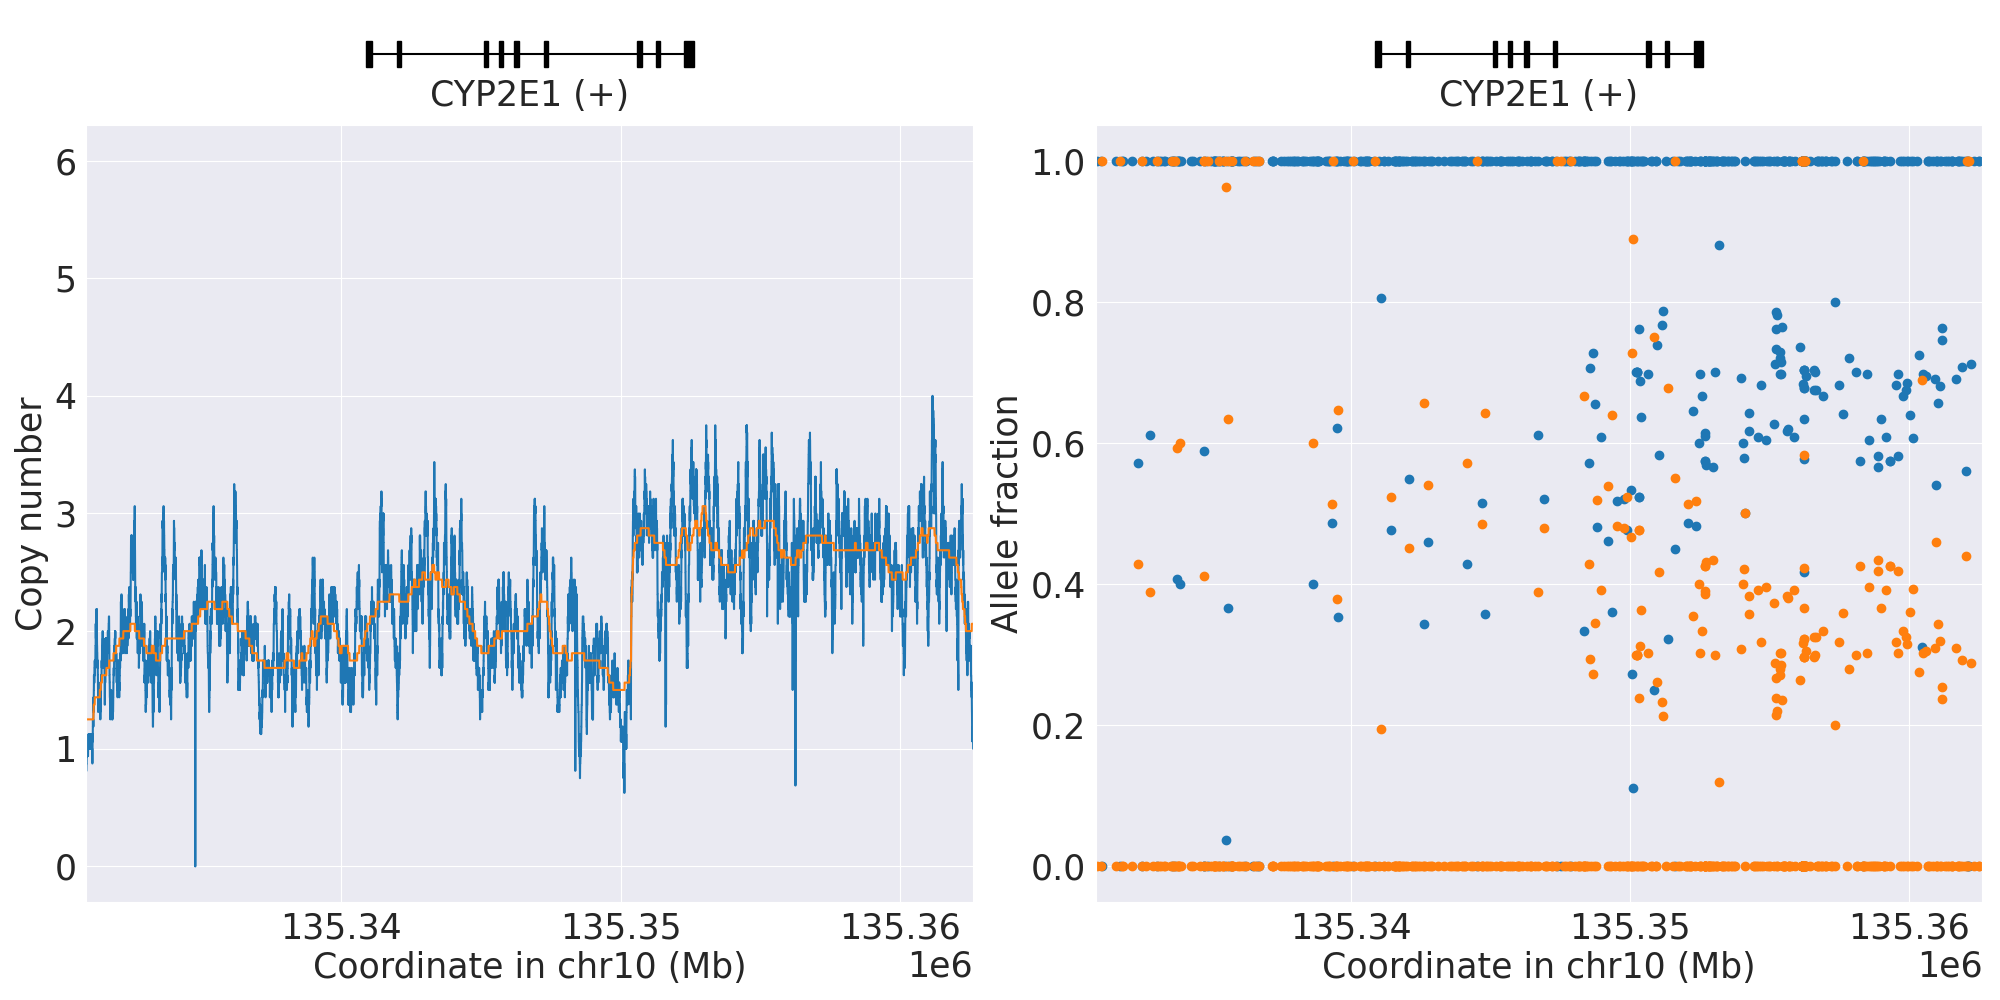 CYP2E1 (+)
6
5
4
3
2
1
0
Copy number
135.34 135.35 135.36
Coordinate in chr10 (Mb)
1e6
CYP2E1 (+)
1.0
0.8
0.6
0.4
0.2
0.0
Allele fraction
135.34 135.35 135.36
Coordinate in chr10 (Mb)
1e6